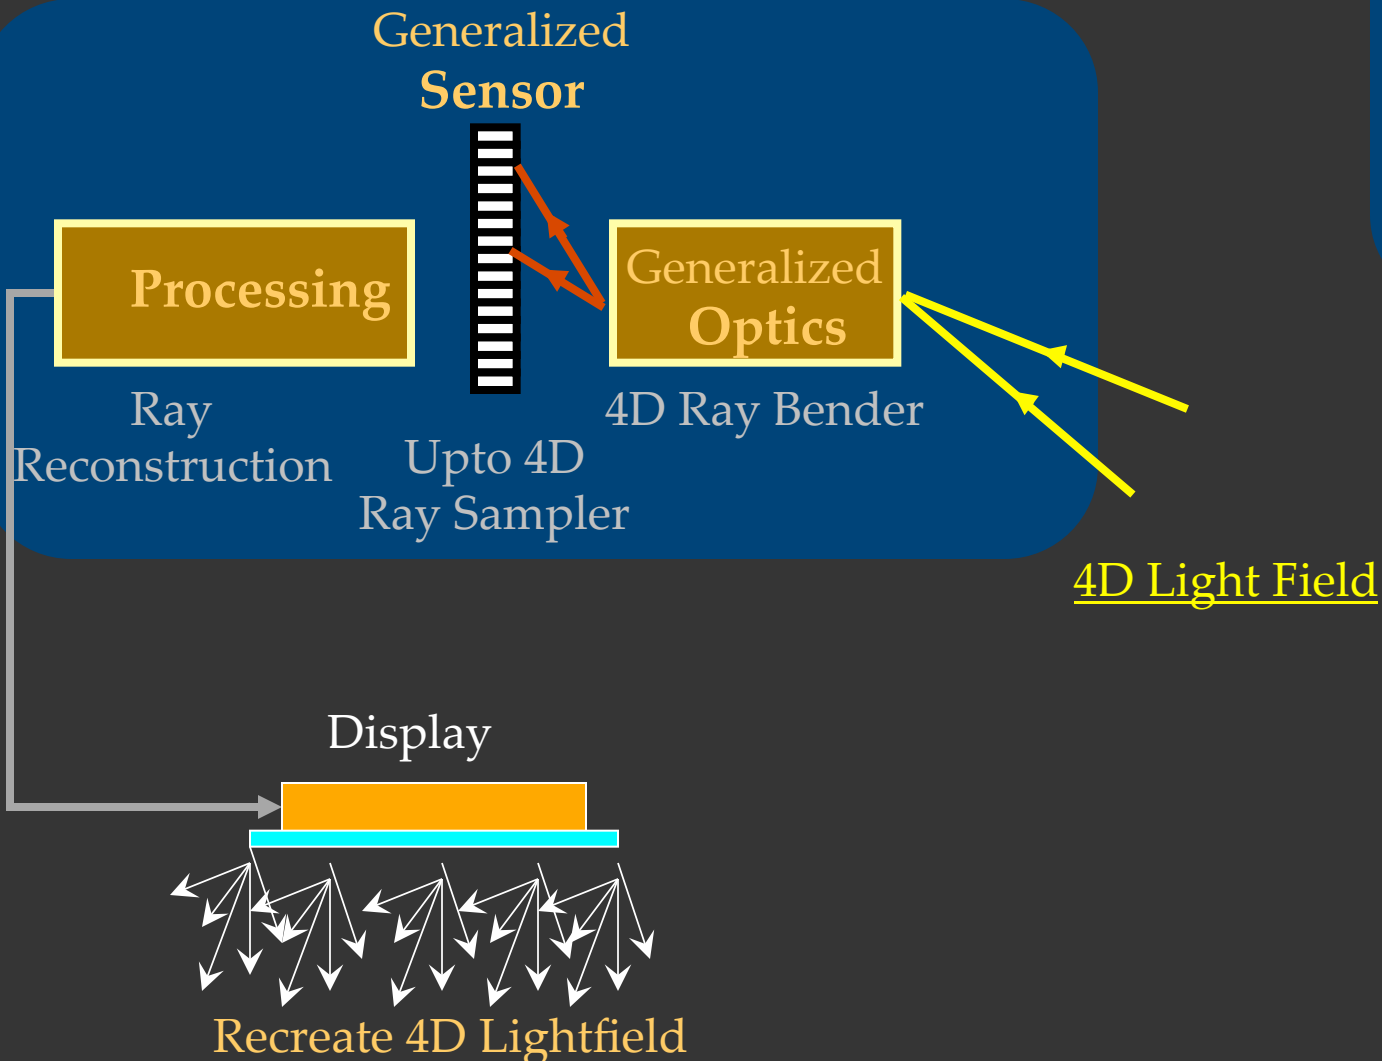 Generalized
Sensor
Processing
Generalized
Optics
Ray
Reconstruction
Upto 4D
Ray Sampler
4D Ray Bender
4D Light Field
Display
Recreate 4D Lightfield